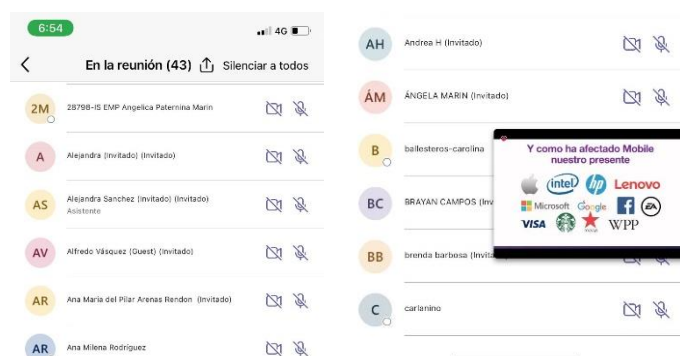 6:54
4G
En la reunión (43)
Silenciar a todos
2M
28798-IS EMP Angelica Paternina Marin
A
Alejandra (invitado) (Invitado)
AS
Alejandra Sanchez (Invitado) (Invitado)
Asistente
AV
Alfredo Vásquez (Guest) (Invitado)
AR
Ana Maria del Pilar Arenas Rendon (Invitado)
AR
Ana Milena Rodríguez
AH
Andrea H (Invitado)
ÁM
ÁNGELA MARIN (Invitado)
B
ballesteros-carolina
BC
BRAYAN CAMPOS (Inv
BB
brenda barbosa (Invita
C
carlanino
Y como ha afectado Mobile
nuestro presente
intel
hp
Lenovo
Microsoft
Google
f
EA
VISA
WPP